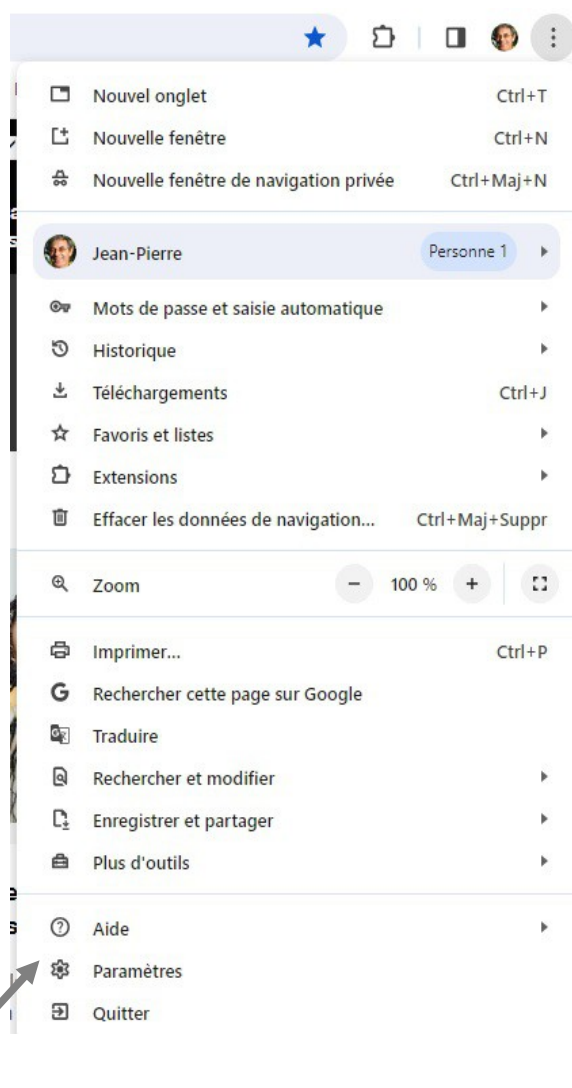 Nouvel onglet Ctrl+T
Nouvelle fenêtre Ctrl+N
Nouvelle fenêtre de navigation privée Ctrl+Maj+N
Jean-Pierre Personne 1
Mots de passe et saisie automatique
Historique
Téléchargements Ctrl+J
Favoris et listes
Extensions
Effacer les données de navigation... Ctrl+Maj+Suppr
Zoom − 100 % +
Imprimer... Ctrl+P
Rechercher cette page sur Google
Traduire
Rechercher et modifier
Enregistrer et partager
Plus d'outils
Aide
Paramètres
Quitter